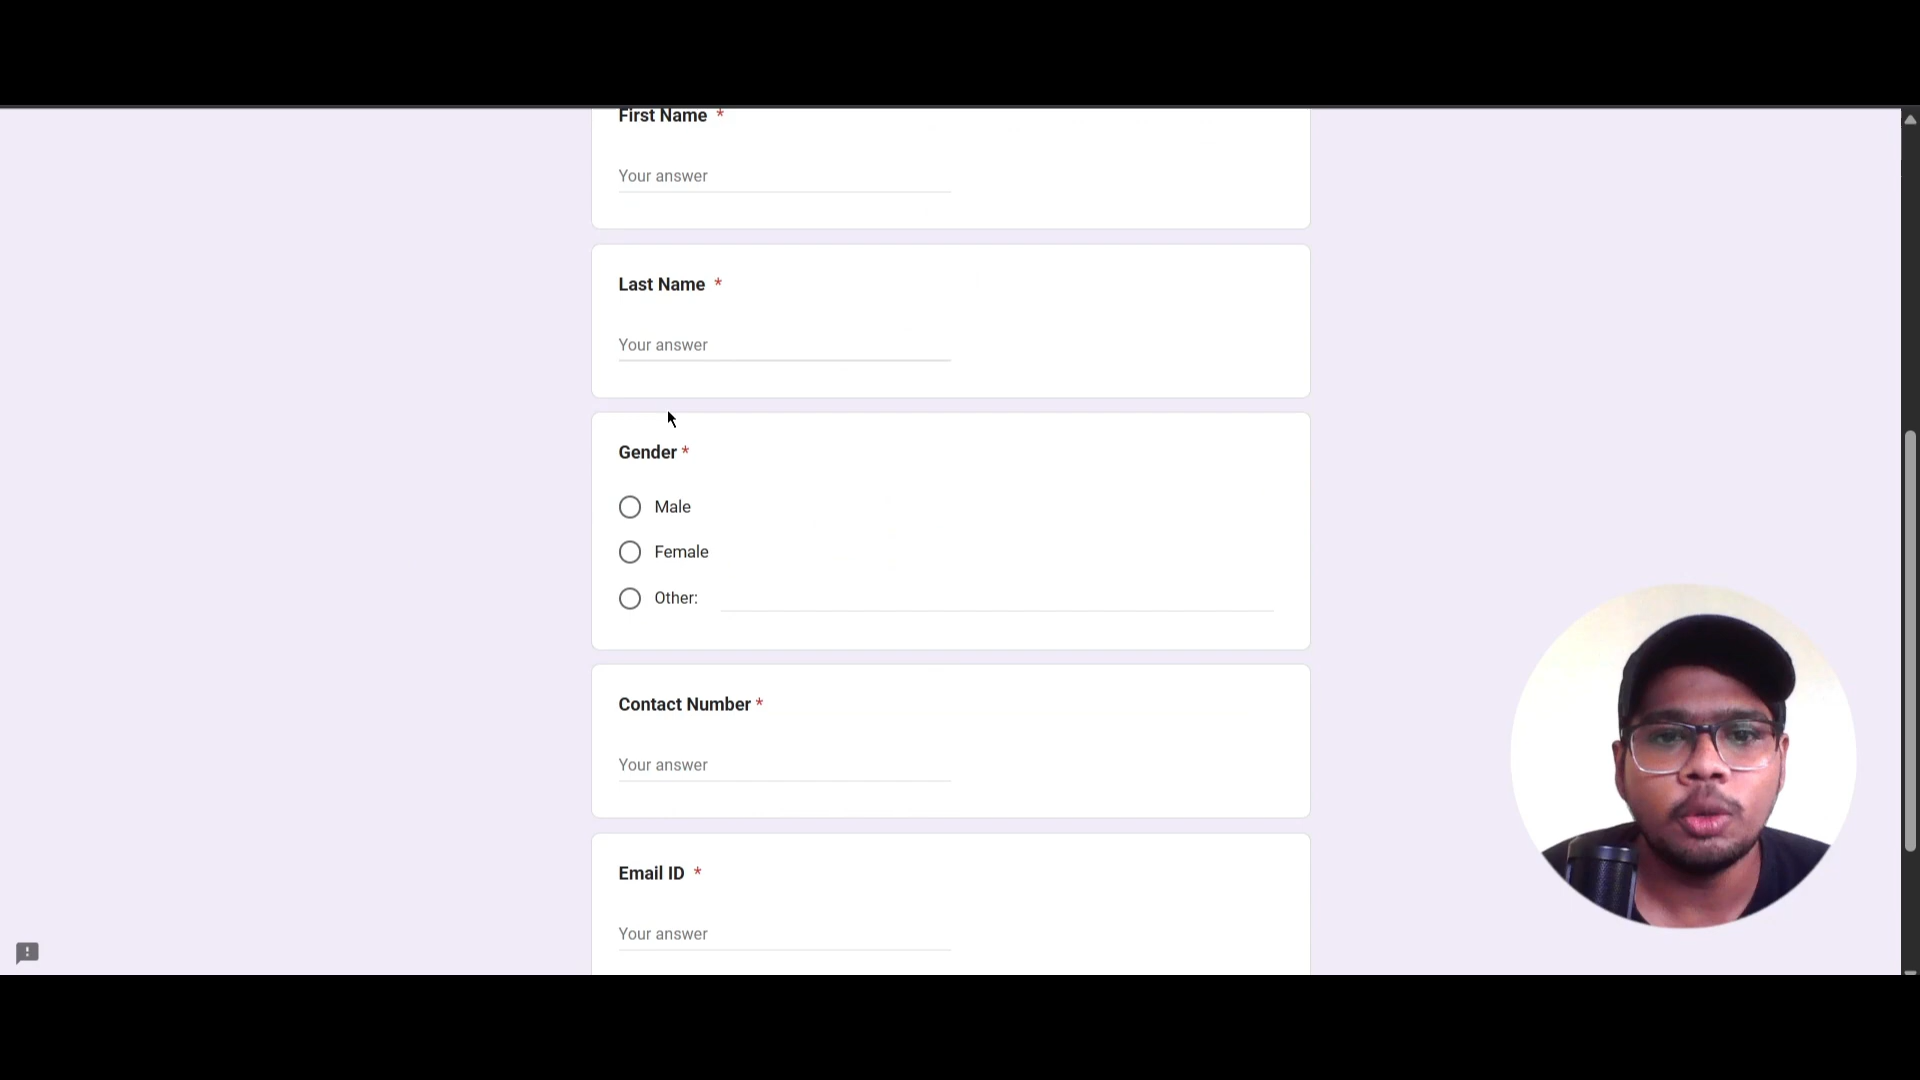 First Name *
Your answer
Last Name *
Your answer
Gender *
Male
Female
Other:
Contact Number *
Your answer
Email ID *
Your answer